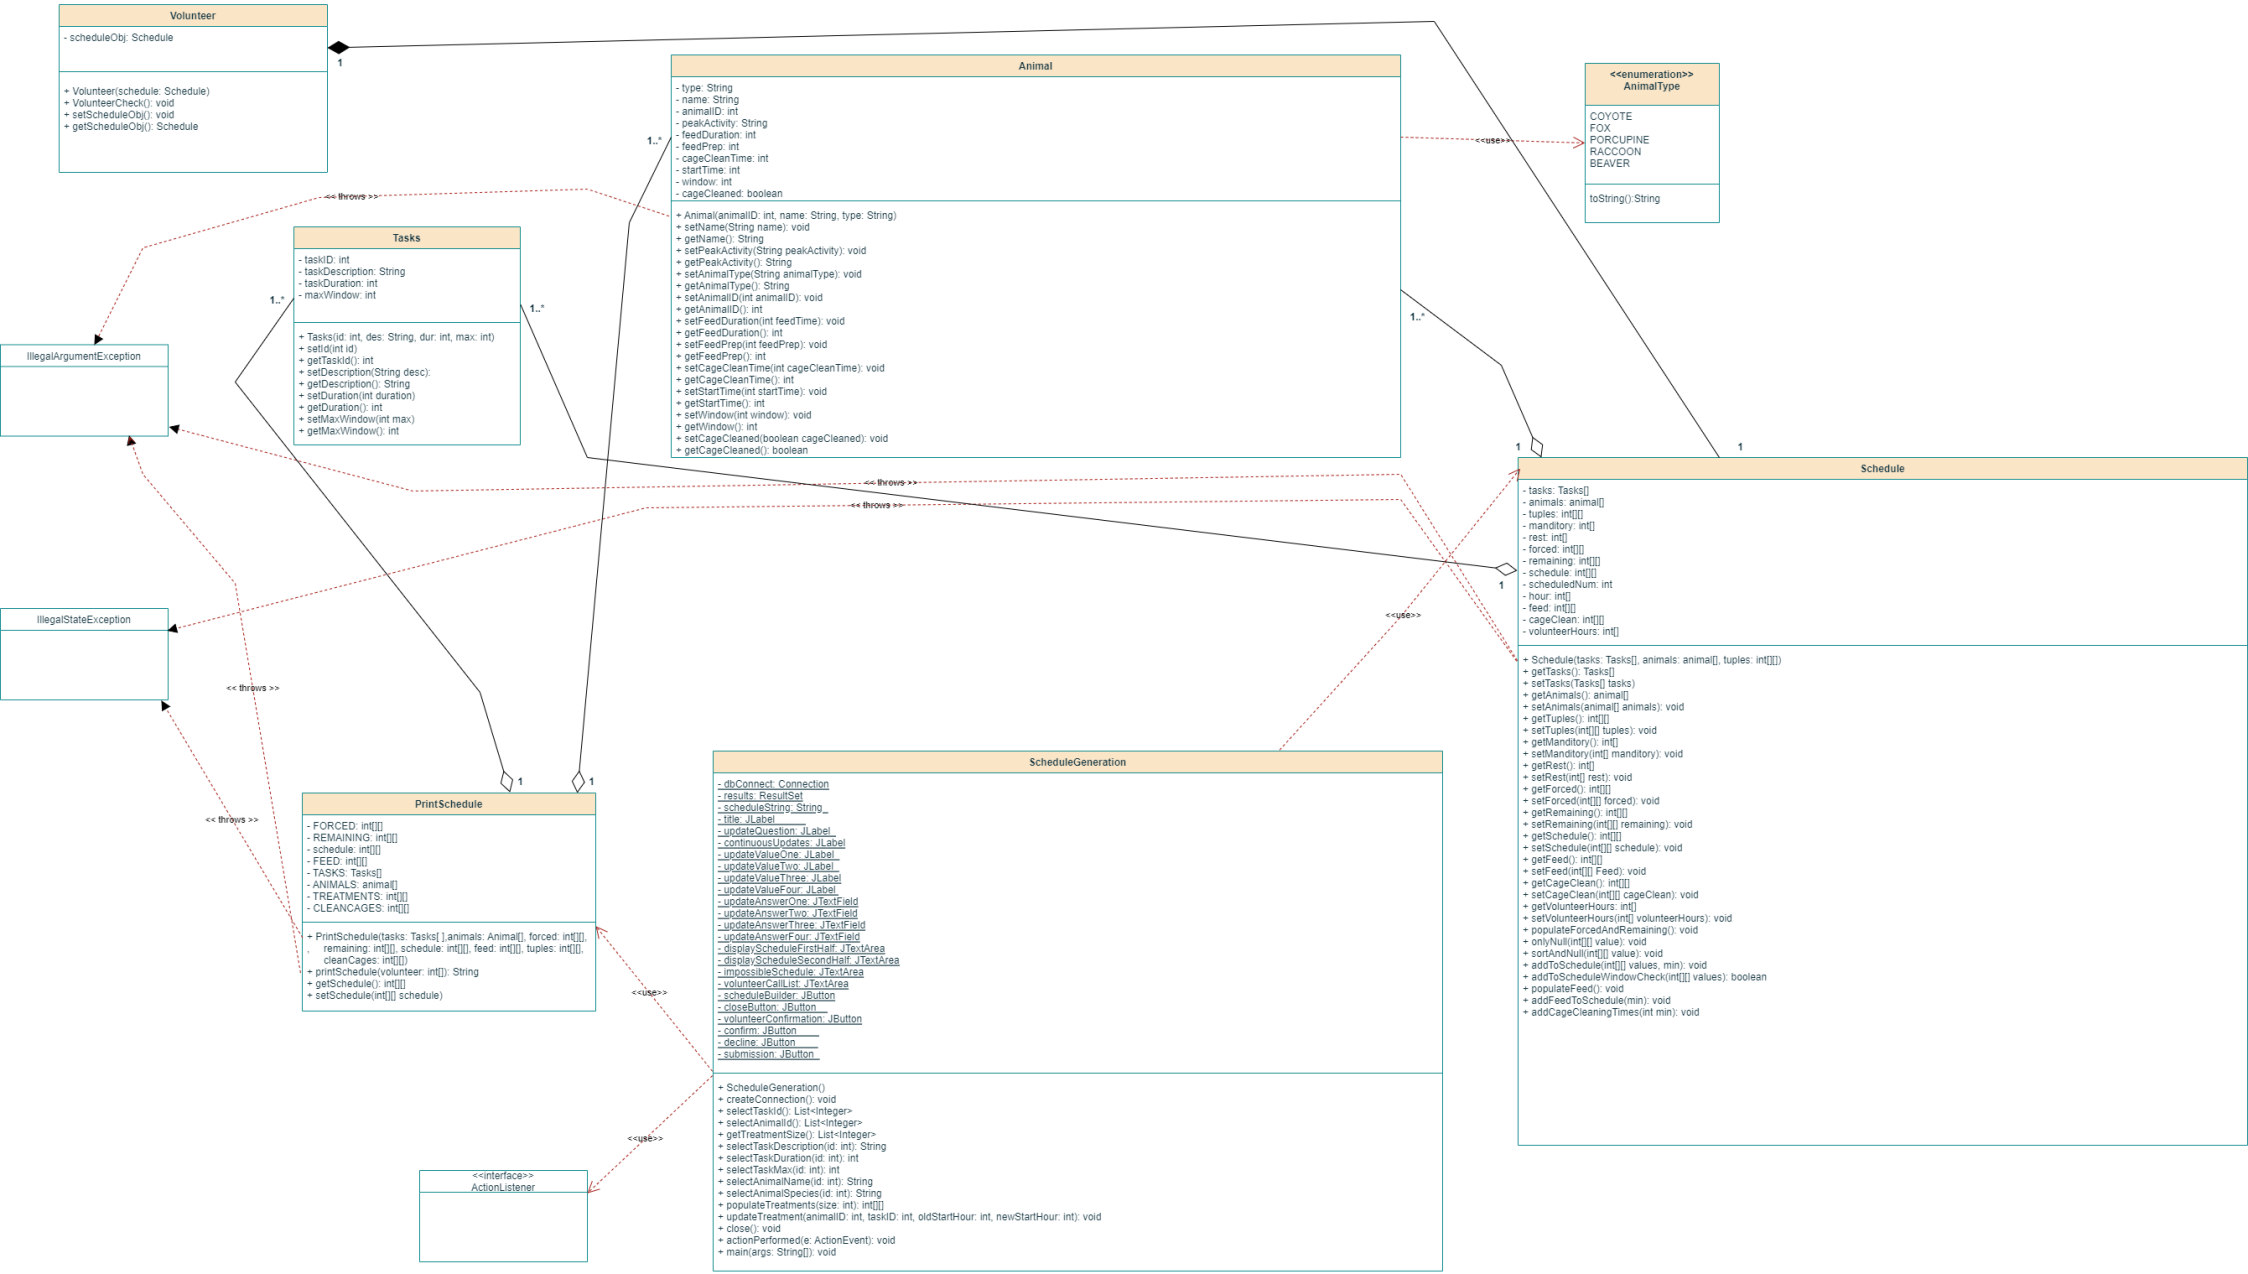 Volunteer
- scheduleObj: Schedule
+ Volunteer(schedule: Schedule)
+ VolunteerCheck(): void
+ setScheduleObj(): void
+ getScheduleObj(): Schedule
1
Animal
- type: String
- name: String
- animalID: int
- peakActivity: String
- feedDuration: int
- feedPrep: int
- cageCleanTime: int
- startTime: int
- window: int
- cageCleaned: boolean
+ Animal(animalID: int, name: String, type: String)
+ setName(String name): void
+ getName(): String
+ setPeakActivity(String peakActivity): void
+ getPeakActivity(): String
+ setAnimalType(String animalType): void
+ getAnimalType(): String
+ setAnimalID(int animalID): void
+ getAnimalID(): int
+ setFeedDuration(int feedTime): void
+ getFeedDuration(): int
+ setFeedPrep(int feedPrep): void
+ getFeedPrep(): int
+ setCageCleanTime(int cageCleanTime): void
+ getCageCleanTime(): int
+ setStartTime(int startTime): void
+ getStartTime(): int
+ setWindow(int window): void
+ getWindow(): int
+ setCageCleaned(boolean cageCleaned): void
+ getCageCleaned(): boolean
1..*
1..*
<<use>>
<<enumeration>>
AnimalType
COYOTE
FOX
PORCUPINE
RACCOON
BEAVER
toString():String
<< throws >>
Tasks
- taskID: int
- taskDescription: String
- taskDuration: int
- maxWindow: int
+ Tasks(id: int, des: String, dur: int, max: int)
+ setId(int id)
+ getTaskId(): int
+ setDescription(String desc):
+ getDescription(): String
+ setDuration(int duration)
+ getDuration(): int
+ setMaxWindow(int max)
+ getMaxWindow(): int
1..*
1..*
IllegalArgumentException
<< throws >>
<< throws >>
1
1
1
Schedule
- tasks: Tasks[]
- animals: animal[]
- tuples: int[][]
- manditory: int[]
- rest: int[]
- forced: int[][]
- remaining: int[][]
- schedule: int[][]
- scheduledNum: int
- hour: int[]
- feed: int[][]
- cageClean: int[][]
- volunteerHours: int[]
+ Schedule(tasks: Tasks[], animals: animal[], tuples: int[][])
+ getTasks(): Tasks[]
+ setTasks(Tasks[] tasks)
+ getAnimals(): animal[]
+ setAnimals(animal[] animals): void
+ getTuples(): int[][]
+ setTuples(int[][] tuples): void
+ getManditory(): int[]
+ setManditory(int[] manditory): void
+ getRest(): int[]
+ setRest(int[] rest): void
+ getForced(): int[][]
+ setForced(int[][] forced): void
+ getRemaining(): int[][]
+ setRemaining(int[][] remaining): void
+ getSchedule(): int[][]
+ setSchedule(int[][] schedule): void
+ getFeed(): int[][]
+ setFeed(int[][] Feed): void
+ getCageClean(): int[][]
+ setCageClean(int[][] cageClean): void
+ getVolunteerHours: int[]
+ setVolunteerHours(int[] volunteerHours): void
+ populateForcedAndRemaining(): void
+ onlyNull(int[][] value): void
+ sortAndNull(int[][] value): void
+ addToSchedule(int[][] values, min): void
+ addToScheduleWindowCheck(int[][] values): boolean
+ populateFeed(): void
+ addFeedToSchedule(min): void
+ addCageCleaningTimes(int min): void
<<use>>
IllegalStateException
<< throws >>
<< throws >>
1
1
PrintSchedule
- FORCED: int[][]
- REMAINING: int[][]
- schedule: int[][]
- FEED: int[][]
- TASKS: Tasks[]
- ANIMALS: animal[]
- TREATMENTS: int[][]
- CLEANCAGES: int[][]
+ PrintSchedule(tasks: Tasks[ ],animals: Animal[], forced: int[][],
, remaining: int[][], schedule: int[][], feed: int[][], tuples: int[][],
cleanCages: int[][])
+ printSchedule(volunteer: int[]): String
+ getSchedule(): int[][]
+ setSchedule(int[][] schedule)
<<use>>
<<use>>
<<interface>>
ActionListener
ScheduleGeneration
- dbConnect: Connection
- results: ResultSet
- scheduleString: String
- title: JLabel
- updateQuestion: JLabel
- continuousUpdates: JLabel
- updateValueOne: JLabel
- updateValueTwo: JLabel
- updateValueThree: JLabel
- updateValueFour: JLabel
- updateAnswerOne: JTextField
- updateAnswerTwo: JTextField
- updateAnswerThree: JTextField
- updateAnswerFour: JTextField
- displayScheduleFirstHalf: JTextArea
- displayScheduleSecondHalf: JTextArea
- impossibleSchedule: JTextArea
- volunteerCallList: JTextArea
- scheduleBuilder: JButton
- closeButton: JButton
- volunteerConfirmation: JButton
- confirm: JButton
- decline: JButton
- submission: JButton
+ ScheduleGeneration()
+ createConnection(): void
+ selectTaskId(): List<Integer>
+ selectAnimalId(): List<Integer>
+ getTreatmentSize(): List<Integer>
+ selectTaskDescription(id: int): String
+ selectTaskDuration(id: int): int
+ selectTaskMax(id: int): int
+ selectAnimalName(id: int): String
+ selectAnimalSpecies(id: int): String
+ populateTreatments(size: int): int[][]
+ updateTreatment(animalID: int, taskID: int, oldStartHour: int, newStartHour: int): void
+ close(): void
+ actionPerformed(e: ActionEvent): void
+ main(args: String[]): void